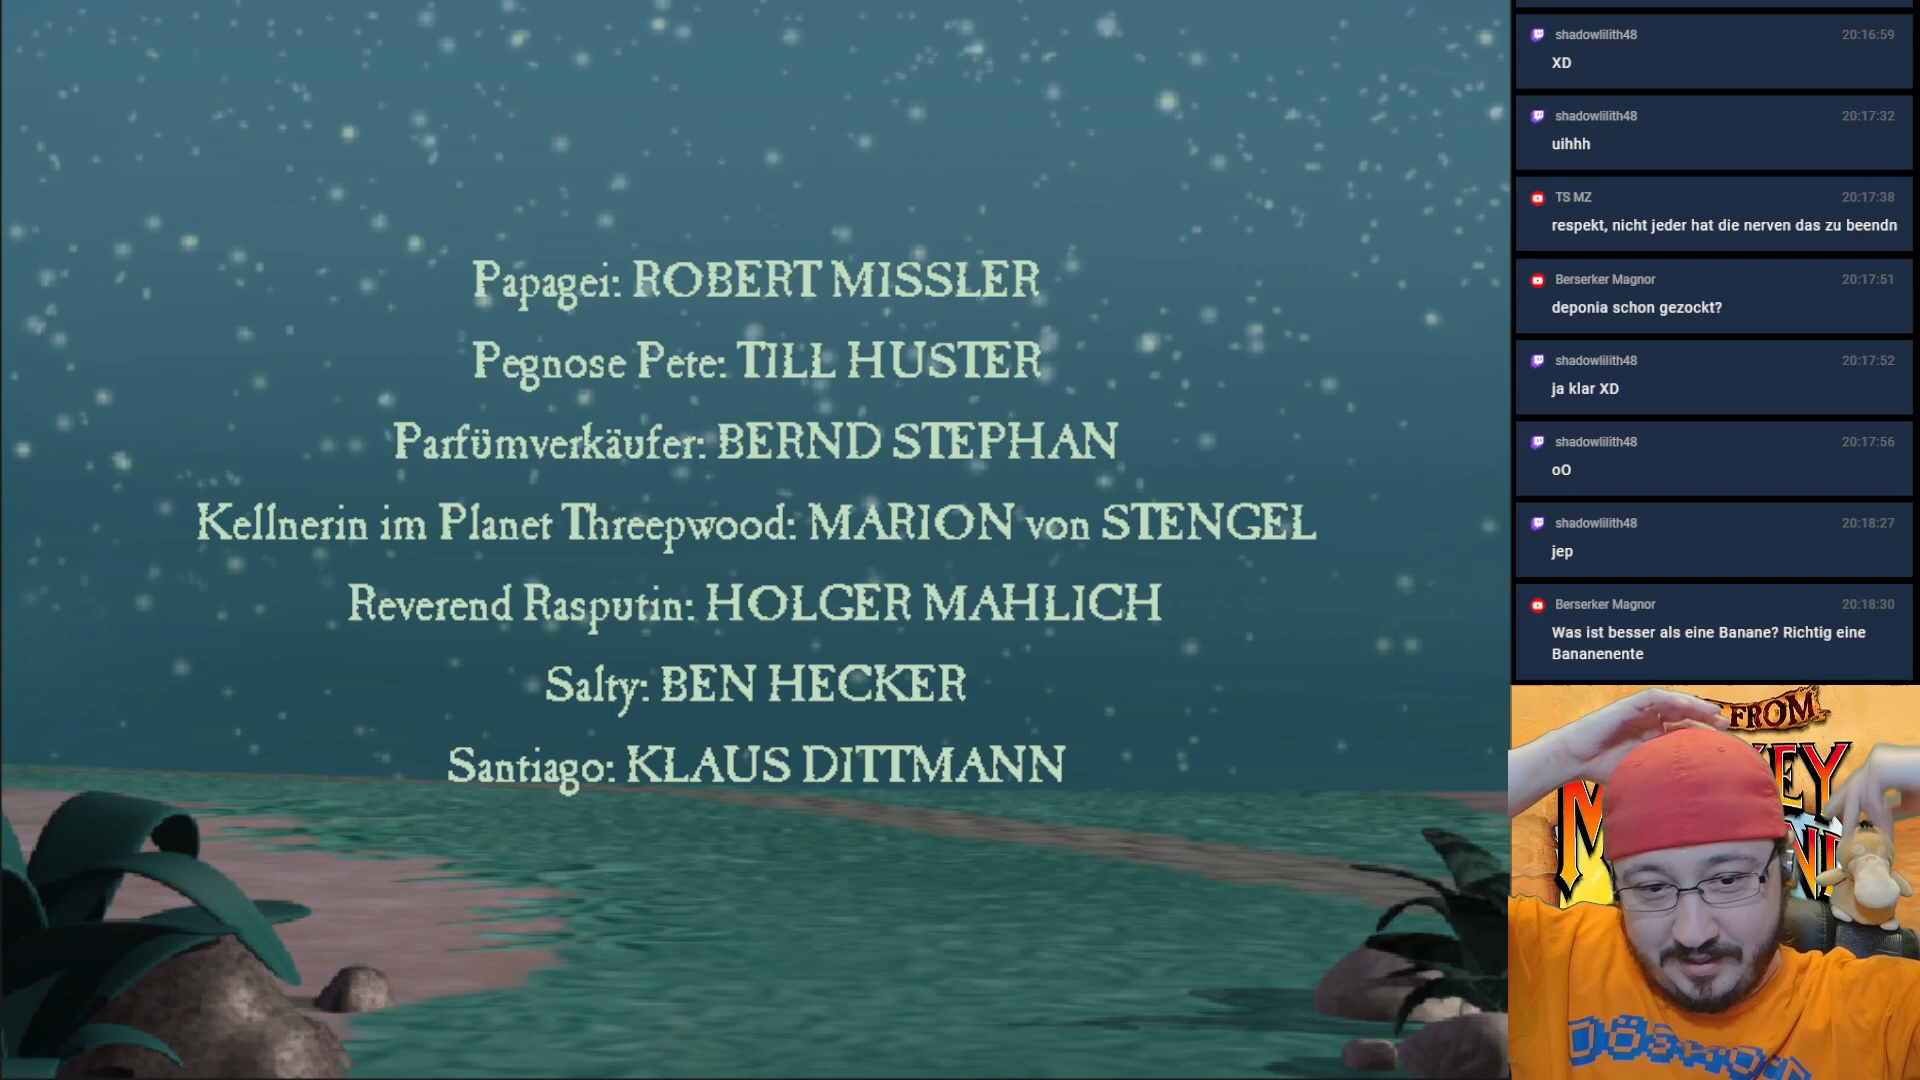 Papagei: ROBERT MISSLER
Pegnose Pete: TILL HUSTER
Parfümverkäufer: BERND STEPHAN
Kellnerin im Planet Threepwood: MARION von STENGEL
Reverend Rasputin: HOLGER MAHLICH
Salty: BEN HECKER
Santiago: KLAUS DITTMANN
shadowlilith48 20:16:59
XD
shadowlilith48 20:17:32
uihhh
TS MZ 20:17:38
respekt, nicht jeder hat die nerven das zu beendn
Berserker Magnor 20:17:51
deponia schon gezockt?
shadowlilith48 20:17:52
ja klar XD
shadowlilith48 20:17:56
oO
shadowlilith48 20:18:27
jep
Berserker Magnor 20:18:30
Was ist besser als eine Banane? Richtig eine
Bananenente
FROM